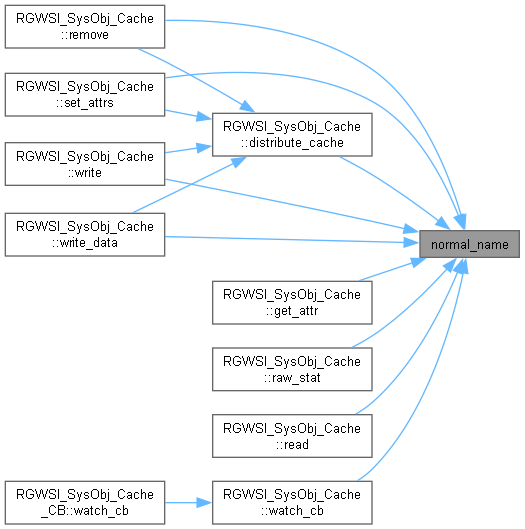 RGWSI_SysObj_Cache
::remove
RGWSI_SysObj_Cache
::set_attrs
RGWSI_SysObj_Cache
::distribute_cache
RGWSI_SysObj_Cache
::write
RGWSI_SysObj_Cache
::write_data
normal_name
RGWSI_SysObj_Cache
::get_attr
RGWSI_SysObj_Cache
::raw_stat
RGWSI_SysObj_Cache
::read
RGWSI_SysObj_Cache
_CB::watch_cb
RGWSI_SysObj_Cache
::watch_cb